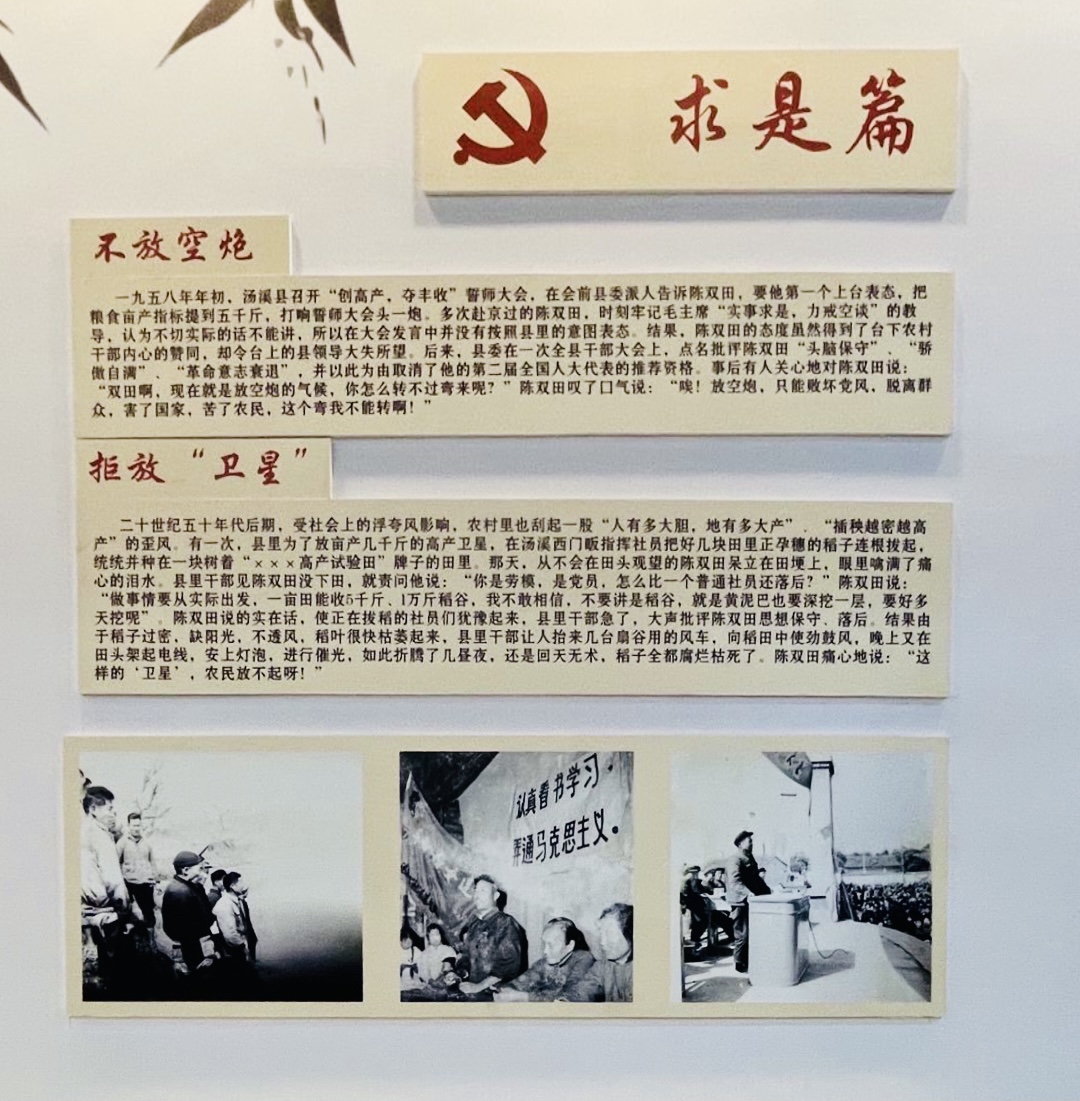 求是篇
不放空炮
一九五八年年初，汤溪县召开“创高产，夺丰收”誓师大会，在会前县委派人告诉陈双田，要他第一个上台表态，把
粮食亩产指标提到五千斤，打响誓师大会头一炮。多次赴京过的陈双田，时刻牢记毛主席“实事求是，力戒空谈”的教
导，认为不切实际的话不能讲，所以在大会发言中并没有按照县里的意图表态。结果，陈双田的态度虽然得到了台下农村
干部内心的赞同，却令台上的县领导大失所望。后来，县委在一次全县干部大会上，点名批评陈双田“头脑保守”、“骄
傲自满”、“革命意志衰退”，并以此为由取消了他的第二届全国人大代表的推荐资格。事后有人关心地对陈双田说：
“双田啊，现在就是放空炮的气候，你怎么转不过弯来呢？”陈双田叹了口气说：“唉！放空炮，只能败坏党风，脱离群
众，害了国家，苦了农民，这个弯我不能转啊！”
拒放“卫星”
二十世纪五十年代后期，受社会上的浮夸风影响，农村里也刮起一股“人有多大胆，地有多大产”、“插秧越密越高
产”的歪风。有一次，县里为了放亩产几千斤的高产卫星，在汤溪西门畈指挥社员把好几块田里正孕穗的稻子连根拔起，
统统并种在一块树着“×××高产试验田”牌子的田里。那天，从不会在田头观望的陈双田呆立在田埂上，眼里噙满了痛
心的泪水。县里干部见陈双田没下田，就责问他说：“你是劳模，是党员，怎么比一个普通社员还落后？”陈双田说：
“做事情要从实际出发，一亩田能收5千斤、1万斤稻谷，我不敢相信，不要讲是稻谷，就是黄泥巴也要深挖一层，要好多
天挖呢”。陈双田说的实在话，使正在拔稻的社员们犹豫起来，县里干部急了，大声批评陈双田思想保守、落后。结果由
于稻子过密，缺阳光，不透风，稻叶很快枯萎起来，县里干部让人抬来几台扇谷用的风车，向稻田中使劲鼓风，晚上又在
田头架起电线，安上灯泡，进行催光，如此折腾了几昼夜，还是回天无术，稻子全都腐烂枯死了。陈双田痛心地说：“这
样的‘卫星’，农民放不起呀！”
认真看书学习，
弄通马克思主义。